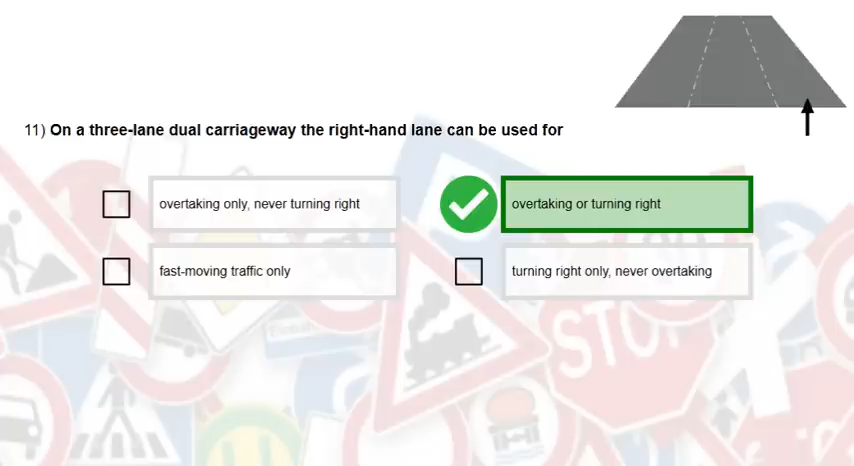 11) On a three-lane dual carriageway the right-hand lane can be used for
overtaking only, never turning right
overtaking or turning right
fast-moving traffic only
turning right only, never overtaking
STOP